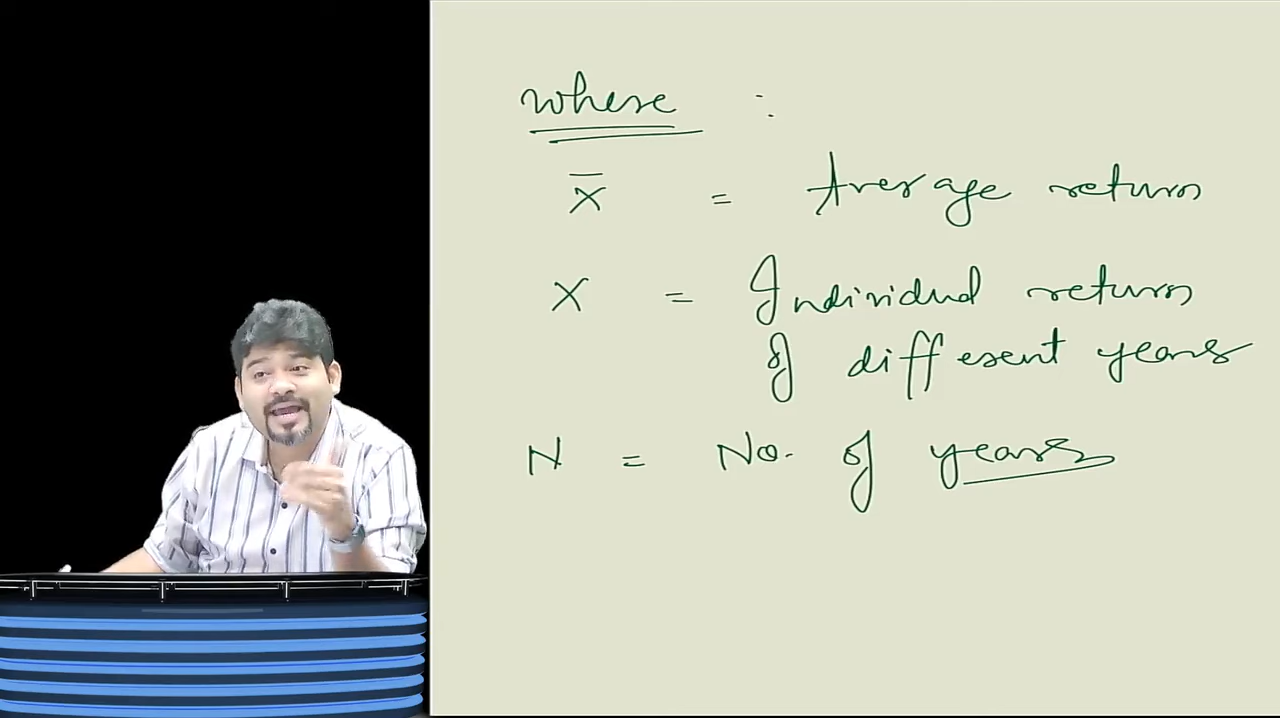 where :
X̄ = Average return
X = Individual return
of different years
N = No. of years